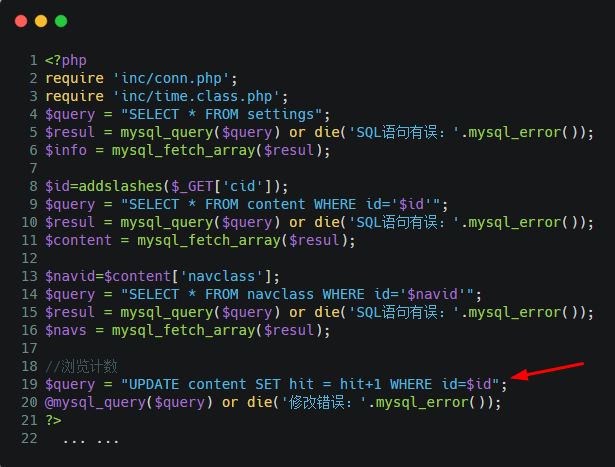 1 <?php
2 require 'inc/conn.php';
3 require 'inc/time.class.php';
4 $query = "SELECT * FROM settings";
5 $resul = mysql_query($query) or die('SQL语句有误：'.mysql_error());
6 $info = mysql_fetch_array($resul);
7
8 $id=addslashes($_GET['cid']);
9 $query = "SELECT * FROM content WHERE id='$id'";
10 $resul = mysql_query($query) or die('SQL语句有误：'.mysql_error());
11 $content = mysql_fetch_array($resul);
12
13 $navid=$content['navclass'];
14 $query = "SELECT * FROM navclass WHERE id='$navid'";
15 $resul = mysql_query($query) or die('SQL语句有误：'.mysql_error());
16 $navs = mysql_fetch_array($resul);
17
18 //浏览计数
19 $query = "UPDATE content SET hit = hit+1 WHERE id=$id";
20 @mysql_query($query) or die('修改错误：'.mysql_error());
21 ?>
22 ... ...